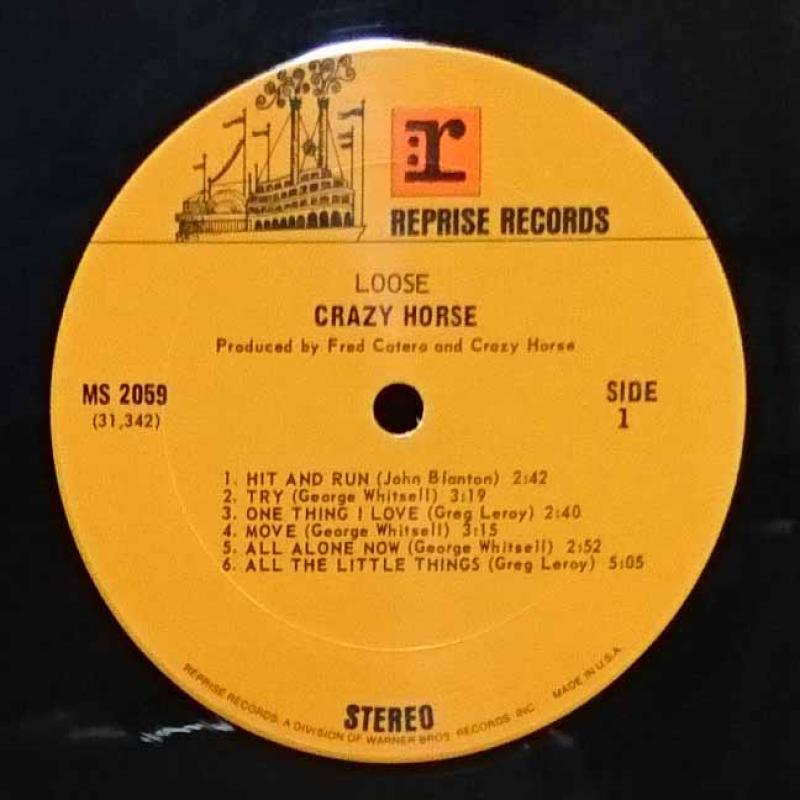 r
REPRISE RECORDS
LOOSE
CRAZY HORSE
Produced by Fred Catero and Crazy Horse
MS 2059
(31,342)
SIDE
1
1. HIT AND RUN (John Blanton) 2:42
2. TRY (George Whitsell) 3:19
3. ONE THING I LOVE (Greg Leroy) 2:40
4. MOVE (George Whitsell) 3:15
5. ALL ALONE NOW (George Whitsell) 2:52
6. ALL THE LITTLE THINGS (Greg Leroy) 5:05
STEREO
REPRISE RECORDS, A DIVISION OF WARNER BROS. RECORDS, INC. MADE IN U.S.A.